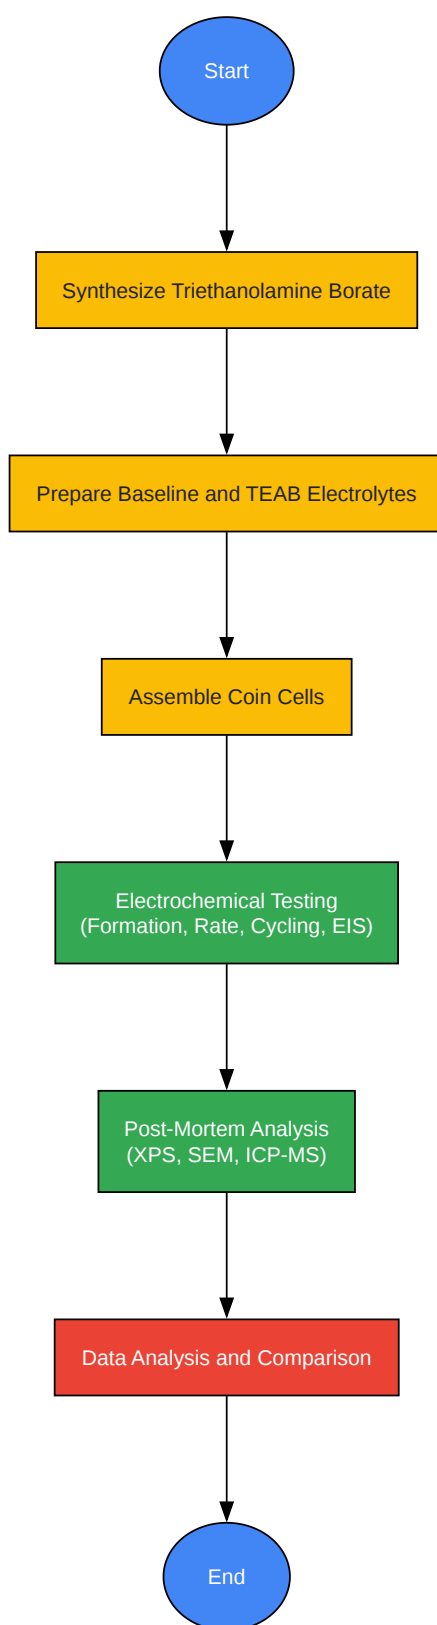 Start
Synthesize Triethanolamine Borate
Prepare Baseline and TEAB Electrolytes
Assemble Coin Cells
Electrochemical Testing
(Formation, Rate, Cycling, EIS)
Post-Mortem Analysis
(XPS, SEM, ICP-MS)
Data Analysis and Comparison
End